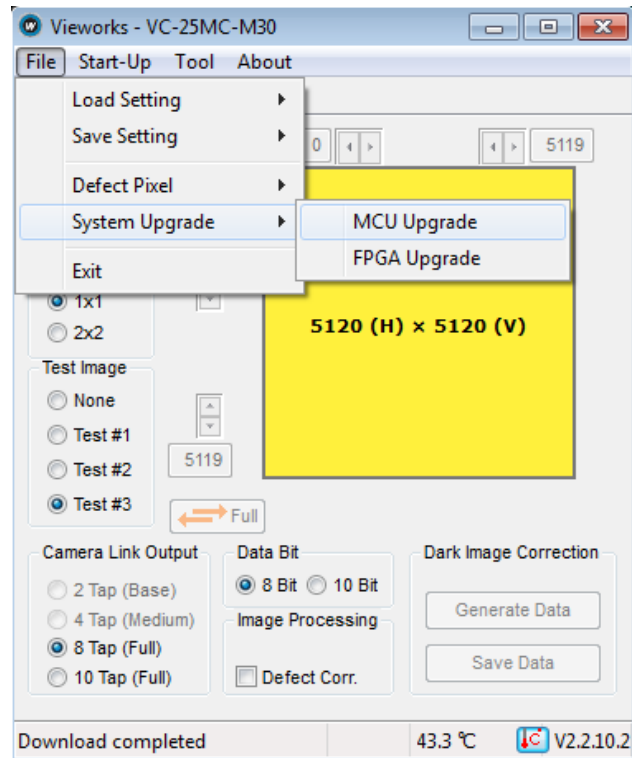 Vieworks - VC-25MC-M30
File Start-Up Tool About
Load Setting
Save Setting
0 5119
Defect Pixel
System Upgrade MCU Upgrade
FPGA Upgrade
Exit
1x1
2x2
5120 (H) × 5120 (V)
Test Image
None
Test #1
5119
Test #2
Test #3
Full
Camera Link Output Data Bit Dark Image Correction
2 Tap (Base) 8 Bit 10 Bit
4 Tap (Medium) Image Processing Generate Data
8 Tap (Full)
10 Tap (Full) Defect Corr. Save Data
Download completed 43.3 ℃ C V2.2.10.2